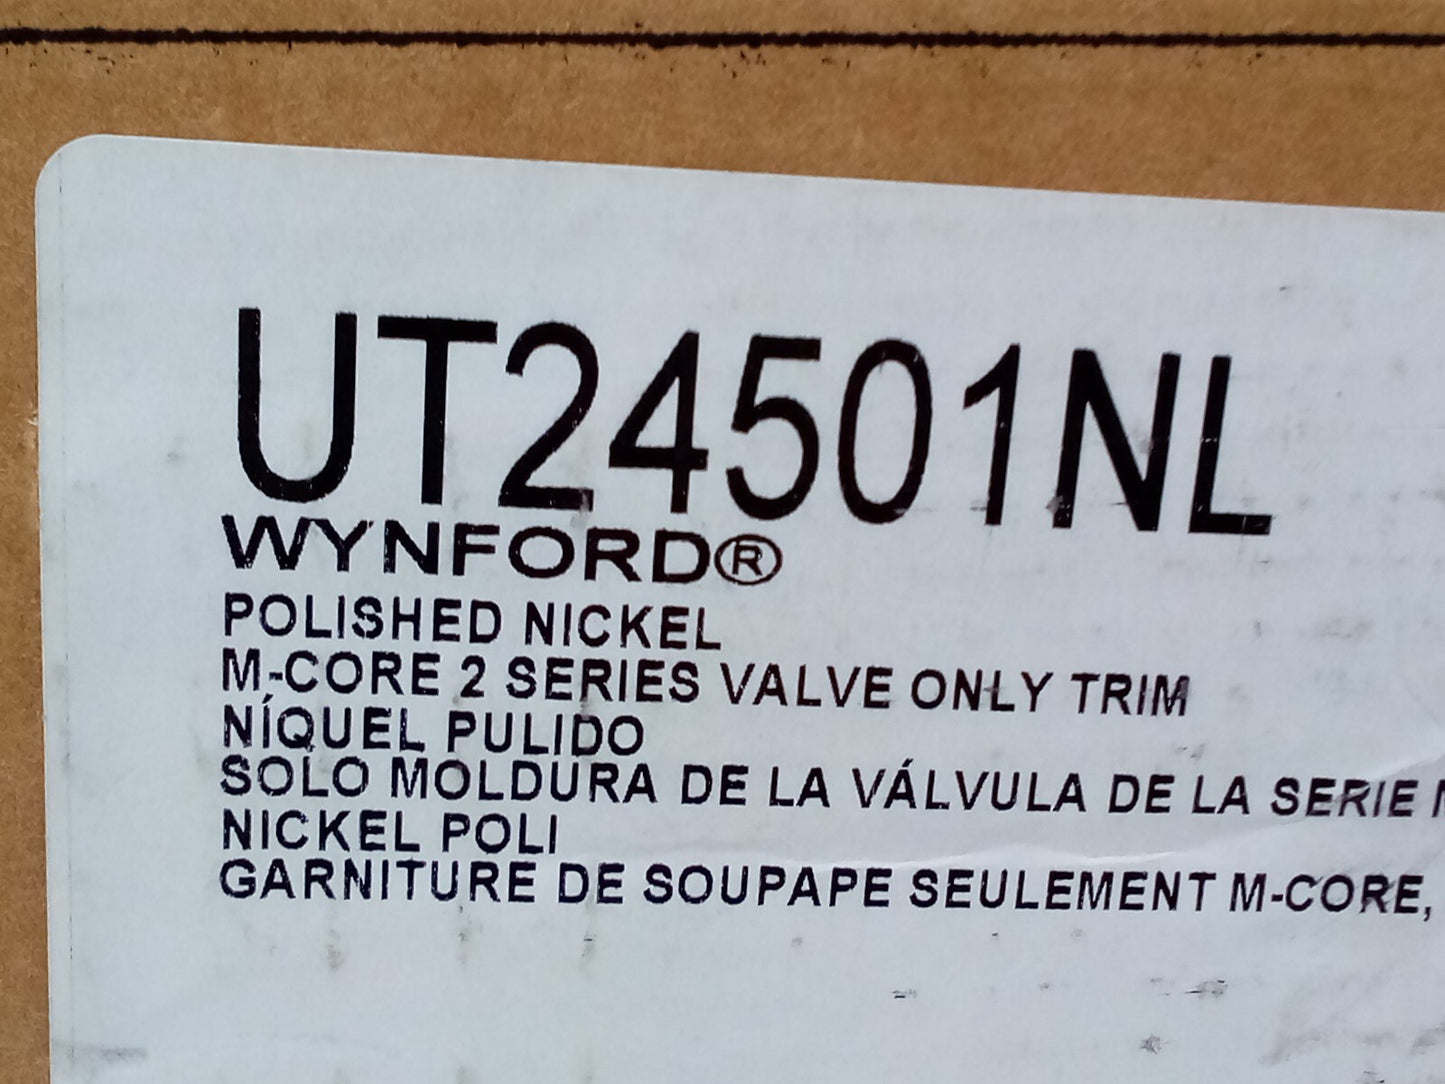 UT24501NL
WYNFORD®
POLISHED NICKEL
M-CORE 2 SERIES VALVE ONLY TRIM
NÍQUEL PULIDO
SOLO MOLDURA DE LA VÁLVULA DE LA SERIE
NICKEL POLI
GARNITURE DE SOUPAPE SEULEMENT M-CORE,